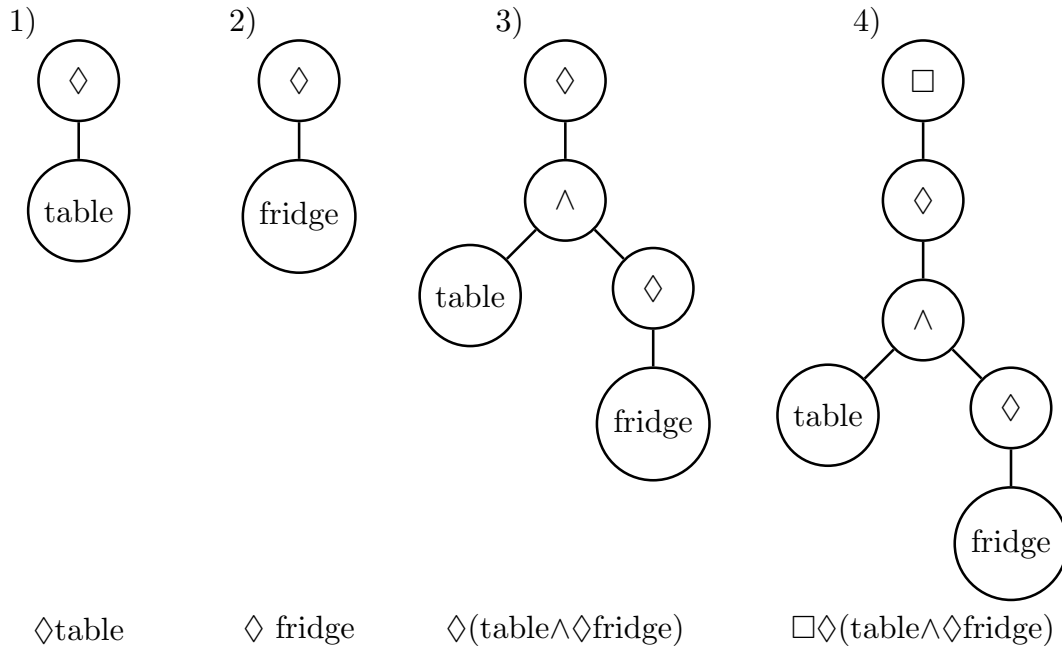 1) 2) 3) 4)
◊ ◊ ◊ □
∧ ◊
table fridge
table ◊ ∧
fridge table ◊
fridge
◊table ◊ fridge ◊(table∧◊fridge) □◊(table∧◊fridge)